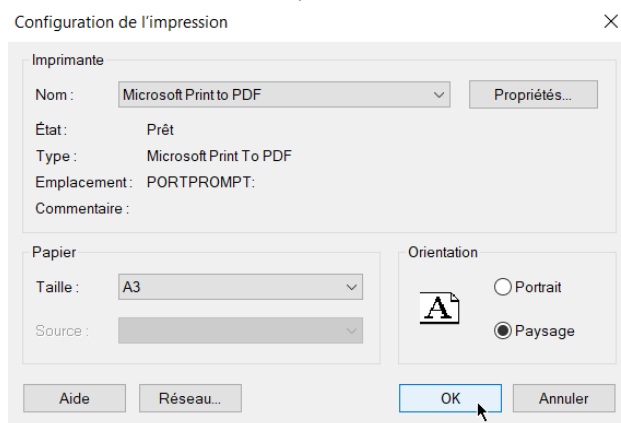 Configuration de l'impression
Imprimante
Nom : Microsoft Print to PDF Propriétés...
État : Prêt
Type : Microsoft Print To PDF
Emplacement : PORTPROMPT:
Commentaire :
Papier Orientation
Taille : A3 Portrait
A
Source : Paysage
Aide Réseau... OK Annuler